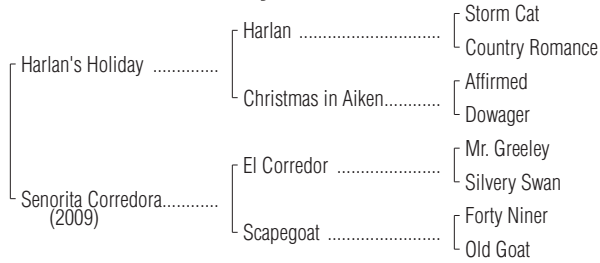 Storm Cat
Harlan ..................................
Country Romance
Harlan's Holiday ..............
Affirmed
Christmas in Aiken............
Dowager
Mr. Greeley
El Corredor .........................
Silvery Swan
Senorita Corredora............
(2009)
Forty Niner
Scapegoat ...........................
Old Goat